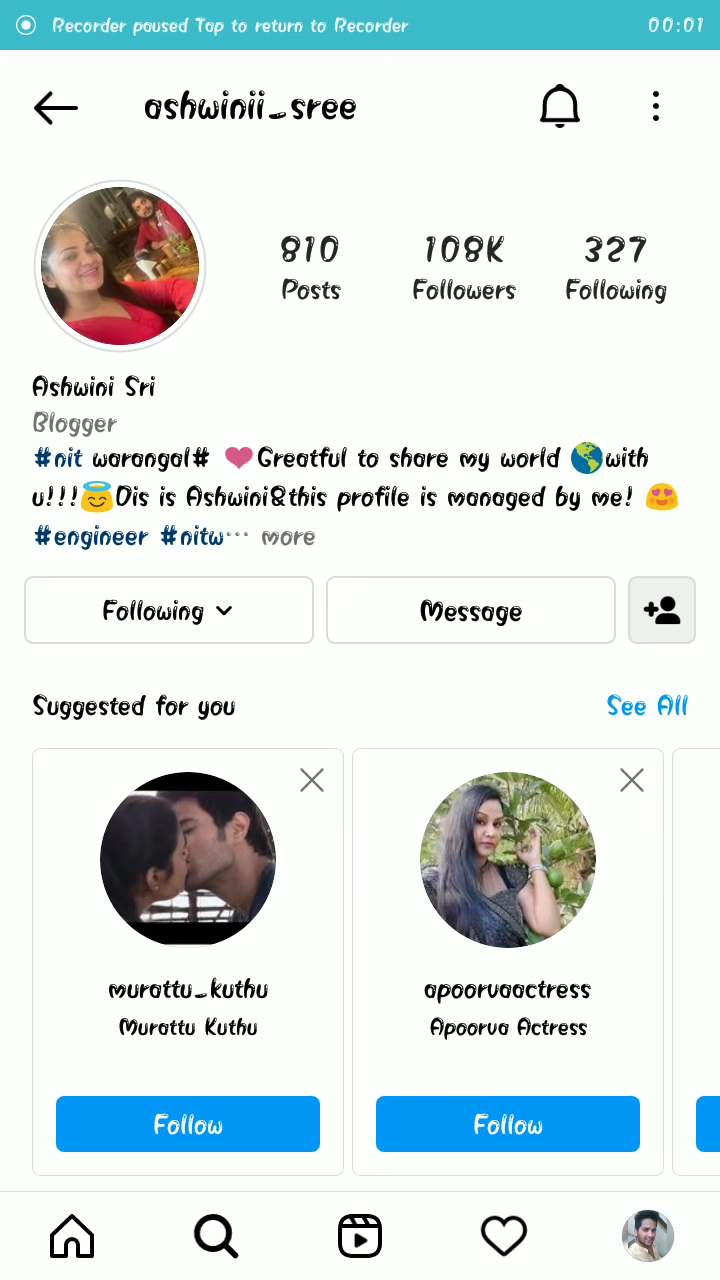 Recorder paused Tap to return to Recorder 00:01
ashwinii_sree
810 108K 327
Posts Followers Following
Ashwini Sri
Blogger
#nit warangal# ❤Greatful to share my world 🌎with
u!!!😇Dis is Ashwini&this profile is managed by me! 😍
#engineer #nitw... more
Following Message
Suggested for you See All
murattu_kuthu apoorvaactress
Murattu Kuthu Apoorva Actress
Follow Follow